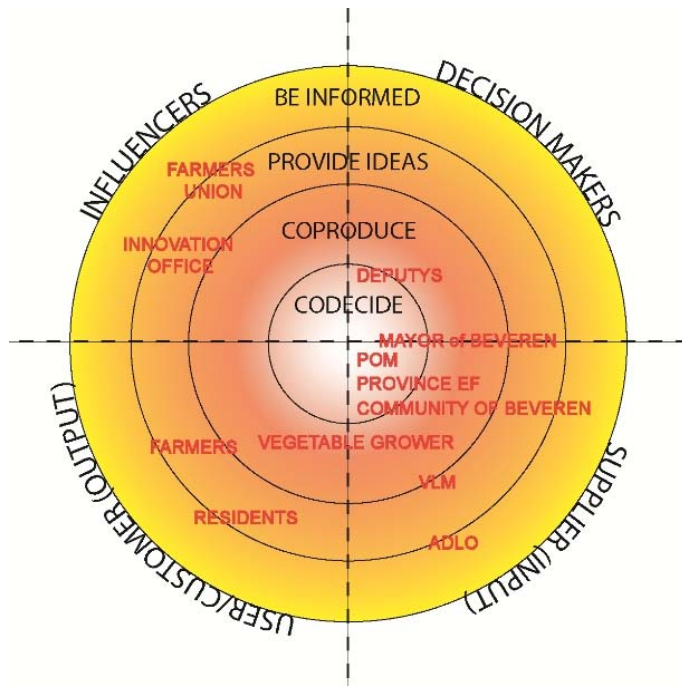 INFLUENCERS
DECISION MAKERS
BE INFORMED
PROVIDE IDEAS
FARMERS
UNION
COPRODUCE
INNOVATION
OFFICE
DEPUTYS
CODECIDE
MAYOR of BEVEREN
POM
PROVINCE EF
COMMUNITY OF BEVEREN
VEGETABLE GROWER
FARMERS
VLM
RESIDENTS
ADLO
USER/CUSTOMER (OUTPUT)
SUPPLIER (INPUT)